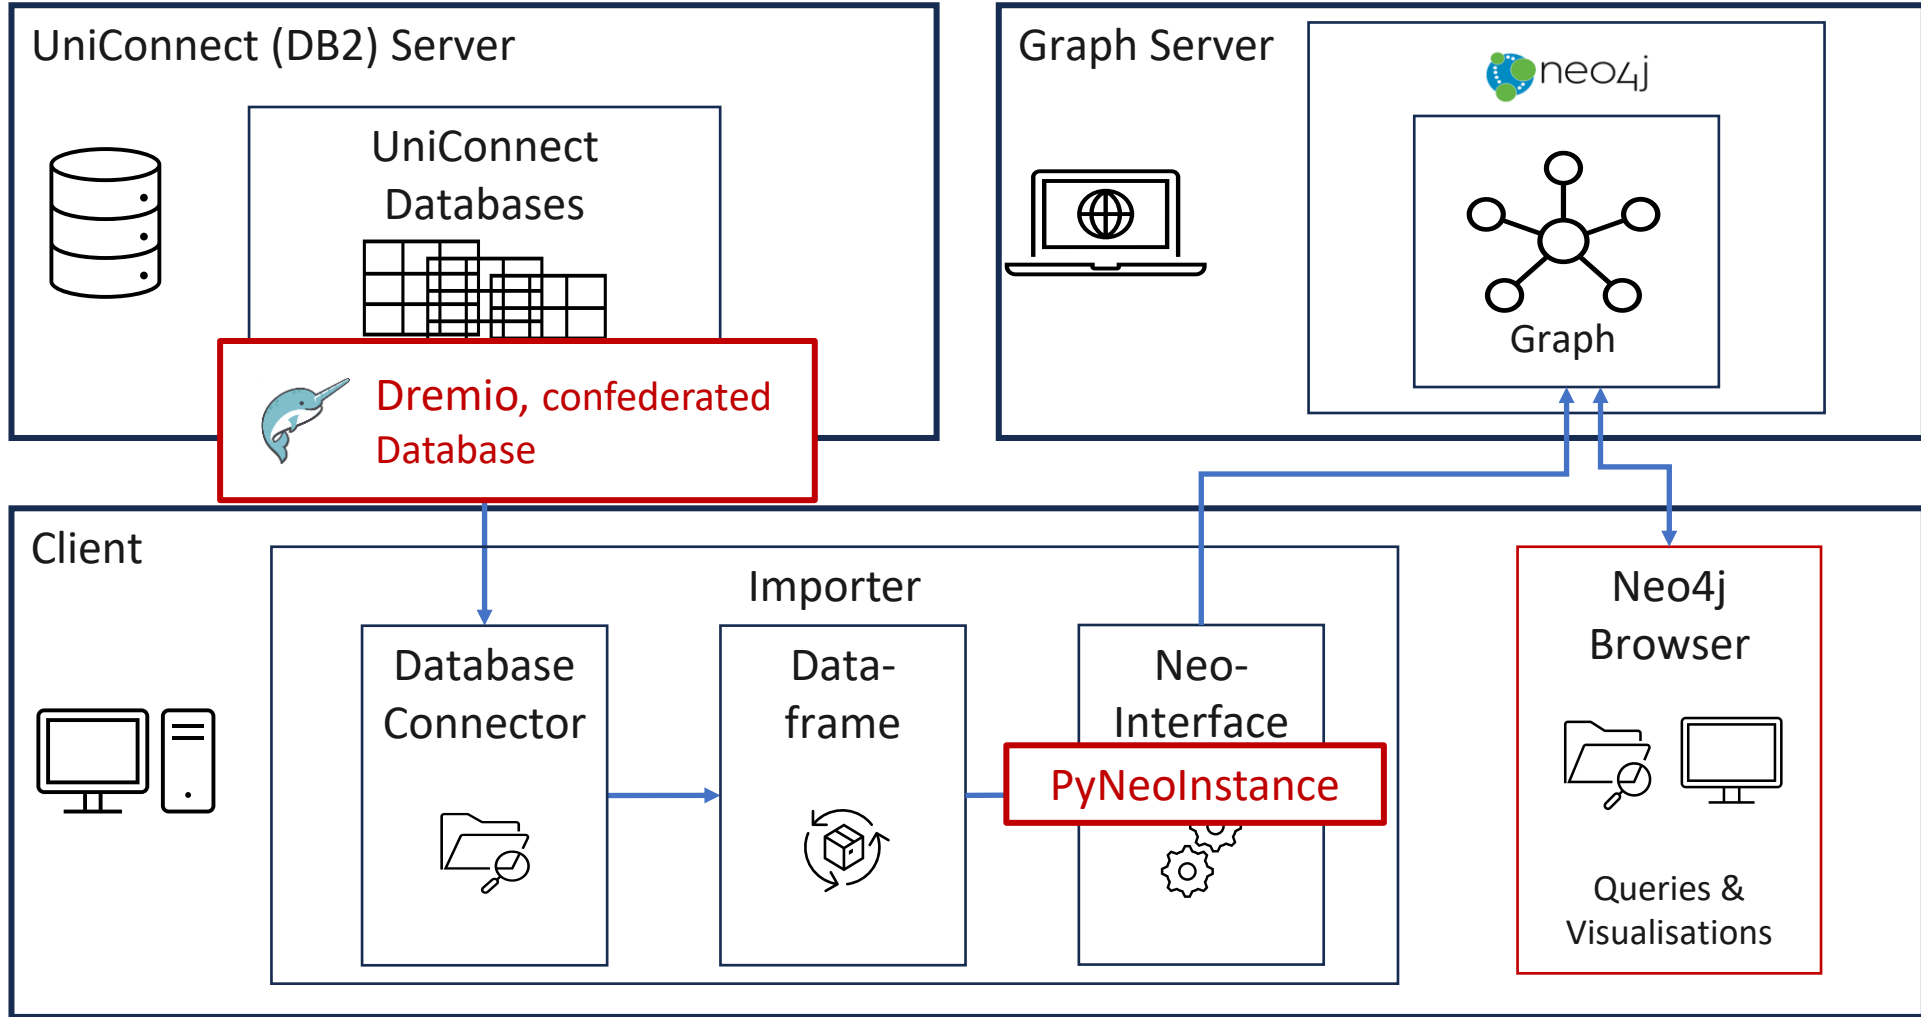 UniConnect (DB2) Server
UniConnect
Databases
Dremio, confederated
Database
Graph Server
neo4j
Graph
Client
Importer
Database
Connector
Data-
frame
Neo-
Interface
PyNeoInstance
Neo4j
Browser
Queries &
Visualisations